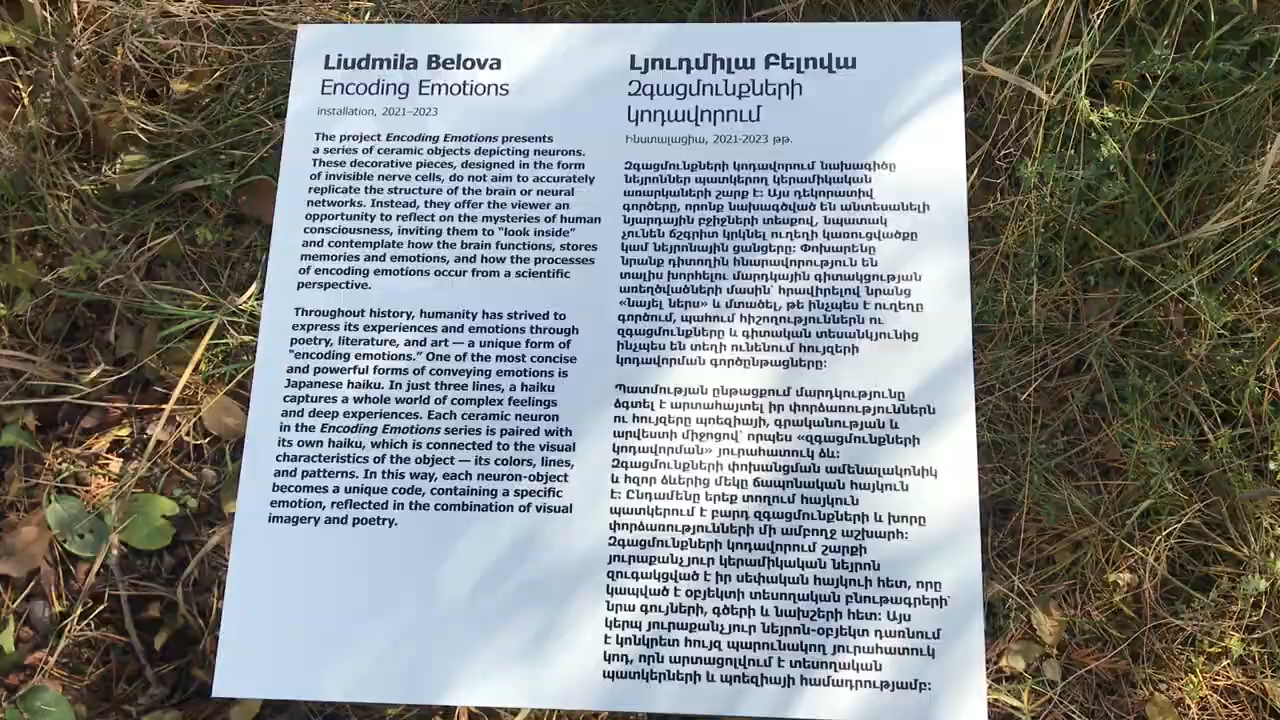 Liudmila Belova
Encoding Emotions
installation, 2021–2023
The project Encoding Emotions presents
a series of ceramic objects depicting neurons.
These decorative pieces, designed in the form
of invisible nerve cells, do not aim to accurately
replicate the structure of the brain or neural
networks. Instead, they offer the viewer an
opportunity to reflect on the mysteries of human
consciousness, inviting them to “look inside”
and contemplate how the brain functions, stores
memories and emotions, and how the processes
of encoding emotions occur from a scientific
perspective.
Throughout history, humanity has strived to
express its experiences and emotions through
poetry, literature, and art — a unique form of
“encoding emotions.” One of the most concise
and powerful forms of conveying emotions is
Japanese haiku. In just three lines, a haiku
captures a whole world of complex feelings
and deep experiences. Each ceramic neuron
in the Encoding Emotions series is paired with
its own haiku, which is connected to the visual
characteristics of the object — its colors, lines,
and patterns. In this way, each neuron-object
becomes a unique code, containing a specific
emotion, reflected in the combination of visual
imagery and poetry.
Լյուդմիլա Բելովա
Զգացմունքների
կոդավորում
Ինստալացիա, 2021-2023 թթ.
Զգացմունքների կոդավորում նախագիծը
նեյրոններ պատկերող կերամիկական
առարկաների շարք է։ Այս դեկորատիվ
գործերը, որոնք նախագծված են անտեսանելի
նյարդային բջիջների տեսքով, նպատակ
չունեն ճշգրիտ կրկնել ուղեղի կառուցվածքը
կամ նեյրոնային ցանցերը։ Փոխարենը
նրանք դիտողին հնարավորություն են
տալիս խորհելու մարդկային գիտակցության
առեղծվածների մասին՝ հրավիրելով նրանց
«նայել ներս» և մտածել, թե ինչպես է ուղեղը
գործում, պահում հիշողություններն ու
զգացմունքները և գիտական տեսանկյունից
ինչպես են տեղի ունենում հույզերի
կոդավորման գործընթացները։
Պատմության ընթացքում մարդկությունը
ձգտել է արտահայտել իր փորձառություններն
ու հույզերը պոեզիայի, գրականության և
արվեստի միջոցով՝ որպես «զգացմունքների
կոդավորման» յուրահատուկ ձև։
Զգացմունքների փոխանցման ամենալակոնիկ
և հզոր ձևերից մեկը ճապոնական հայկուն
է։ Ընդամենը երեք տողում հայկուն
պատկերում է բարդ զգացմունքների և խորը
փորձառությունների մի ամբողջ աշխարհ։
Զգացմունքների կոդավորում շարքի
յուրաքանչյուր կերամիկական նեյրոն
զուգակցված է իր սեփական հայկուի հետ, որը
կապված է օբյեկտի տեսողական բնութագրերի՝
նրա գույների, գծերի և նախշերի հետ։ Այս
կերպ յուրաքանչյուր նեյրոն-օբյեկտ դառնում
է կոնկրետ հույզ պարունակող յուրահատուկ
կոդ, որն արտացոլվում է տեսողական
պատկերների և պոեզիայի համադրությամբ։